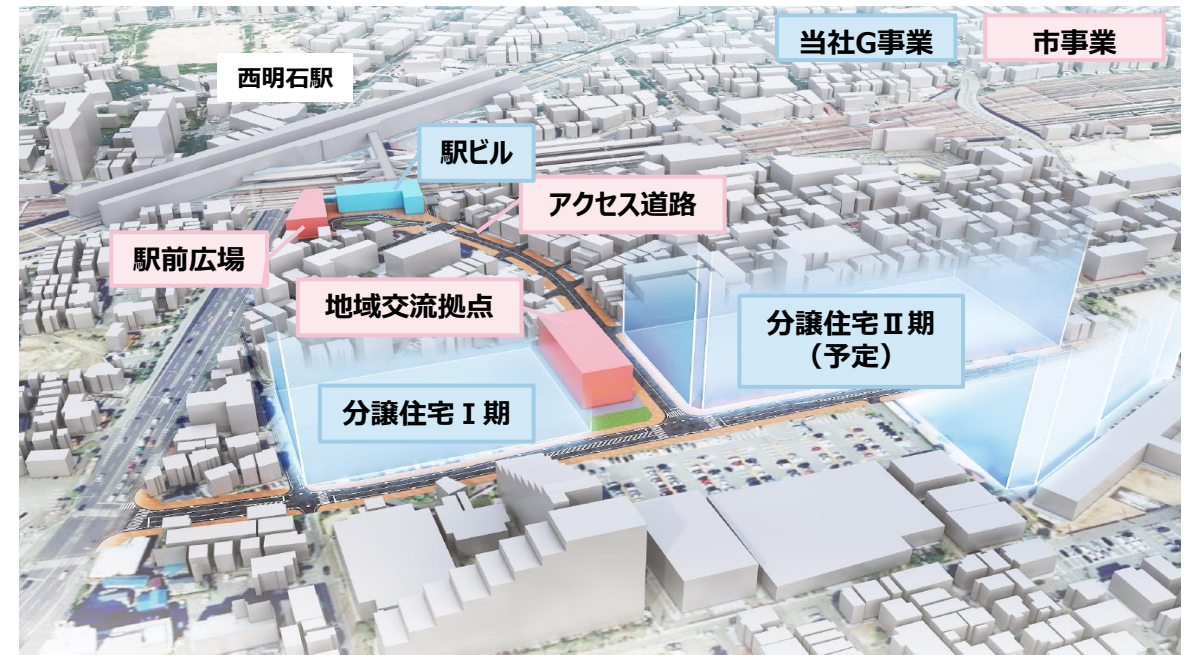 当社G事業
市事業
西明石駅
駅ビル
アクセス道路
駅前広場
地域交流拠点
分譲住宅Ⅱ期
（予定）
分譲住宅Ⅰ期